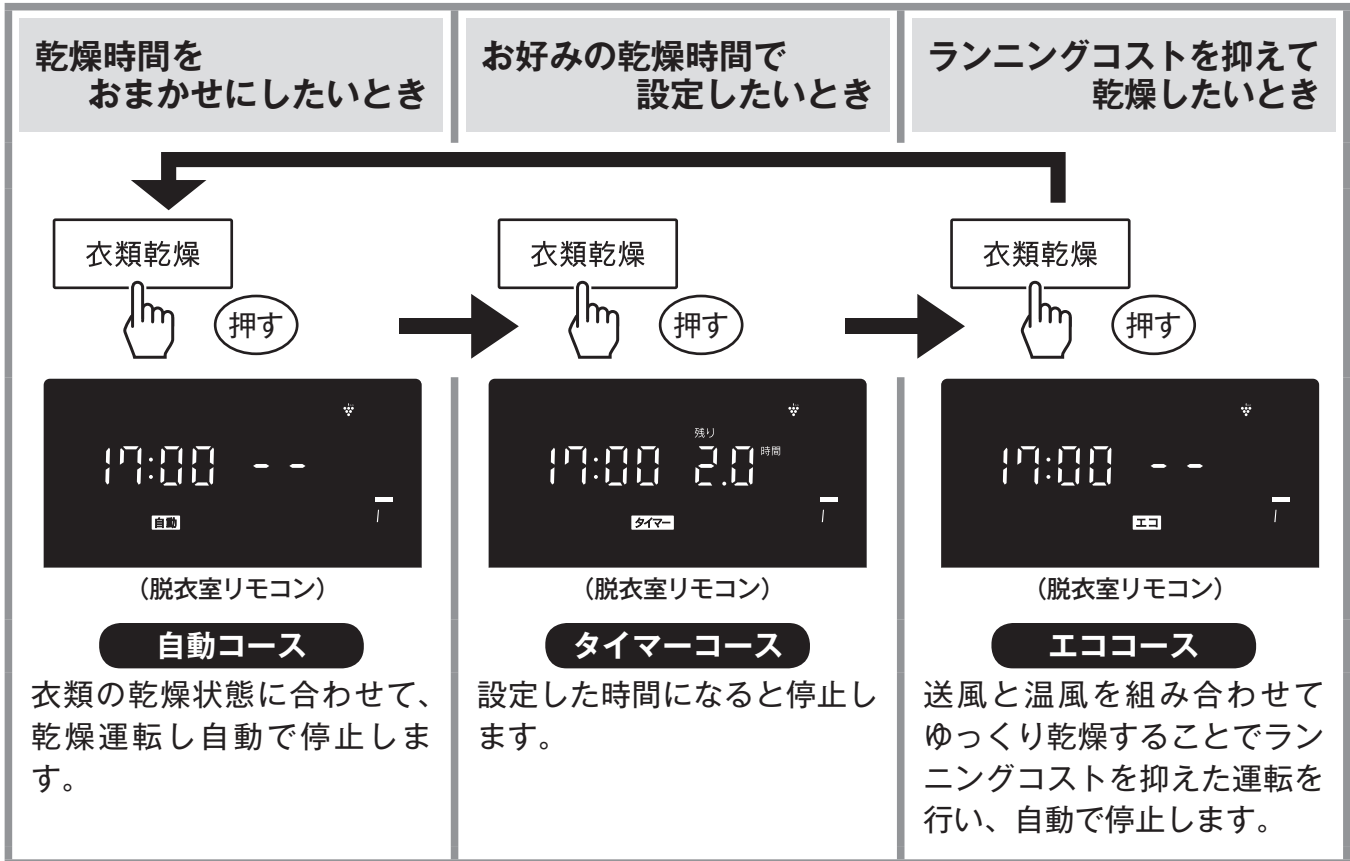 乾燥時間を
おまかせにしたいとき
衣類乾燥
押す
17:00 - -
自動
(脱衣室リモコン)
自動コース
衣類の乾燥状態に合わせて、
乾燥運転し自動で停止しま
す。
お好みの乾燥時間で
設定したいとき
衣類乾燥
押す
残り
17:00 2.0 時間
タイマー
(脱衣室リモコン)
タイマーコース
設定した時間になると停止し
ます。
ランニングコストを抑えて
乾燥したいとき
衣類乾燥
押す
17:00 - -
エコ
(脱衣室リモコン)
エココース
送風と温風を組み合わせて
ゆっくり乾燥することでラン
ニングコストを抑えた運転を
行い、自動で停止します。